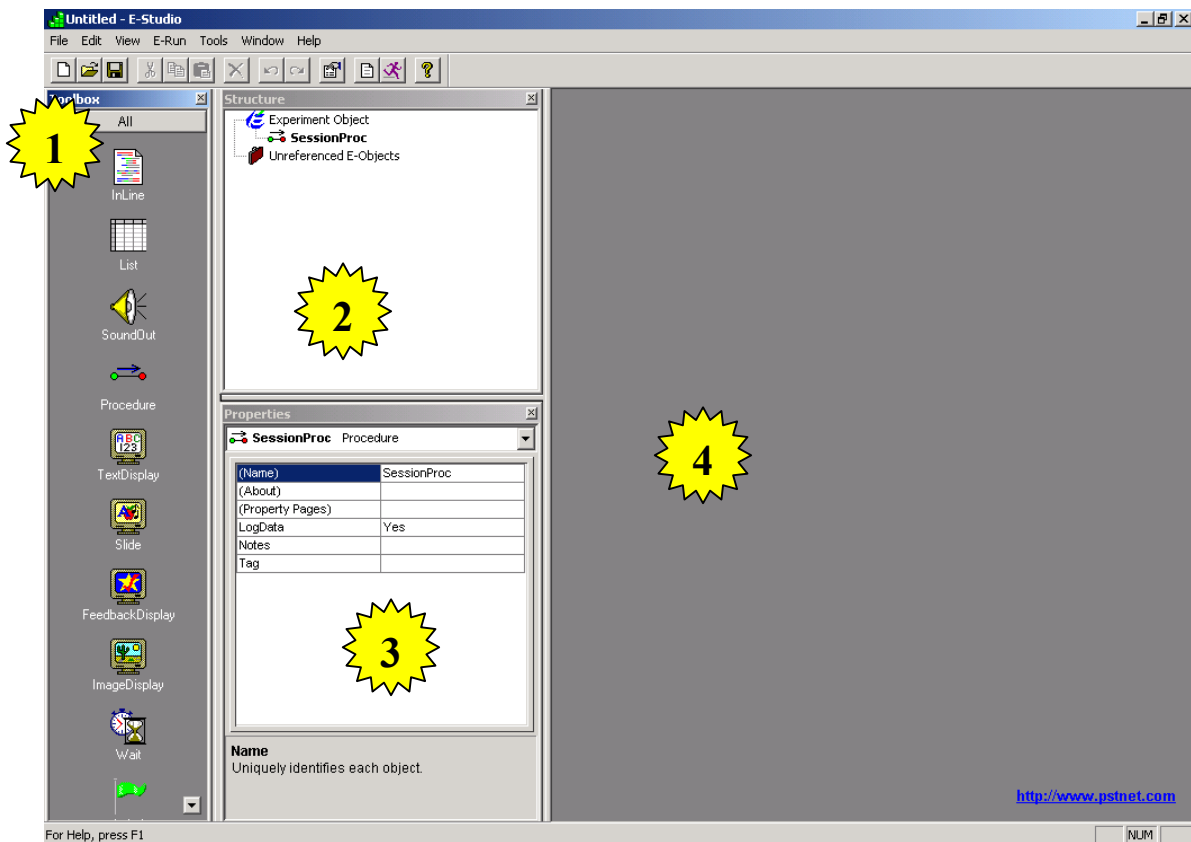 Untitled - E-Studio
File Edit View E-Run Tools Window Help
Toolbox
All
1
InLine
List
SoundOut
Procedure
ABC
123
TextDisplay
Slide
FeedbackDisplay
ImageDisplay
Wait
Structure
Experiment Object
SessionProc
Unreferenced E-Objects
2
Properties
SessionProc Procedure
(Name) SessionProc
(About)
(Property Pages)
LogData Yes
Notes
Tag
3
Name
Uniquely identifies each object.
4
http://www.pstnet.com
For Help, press F1
NUM